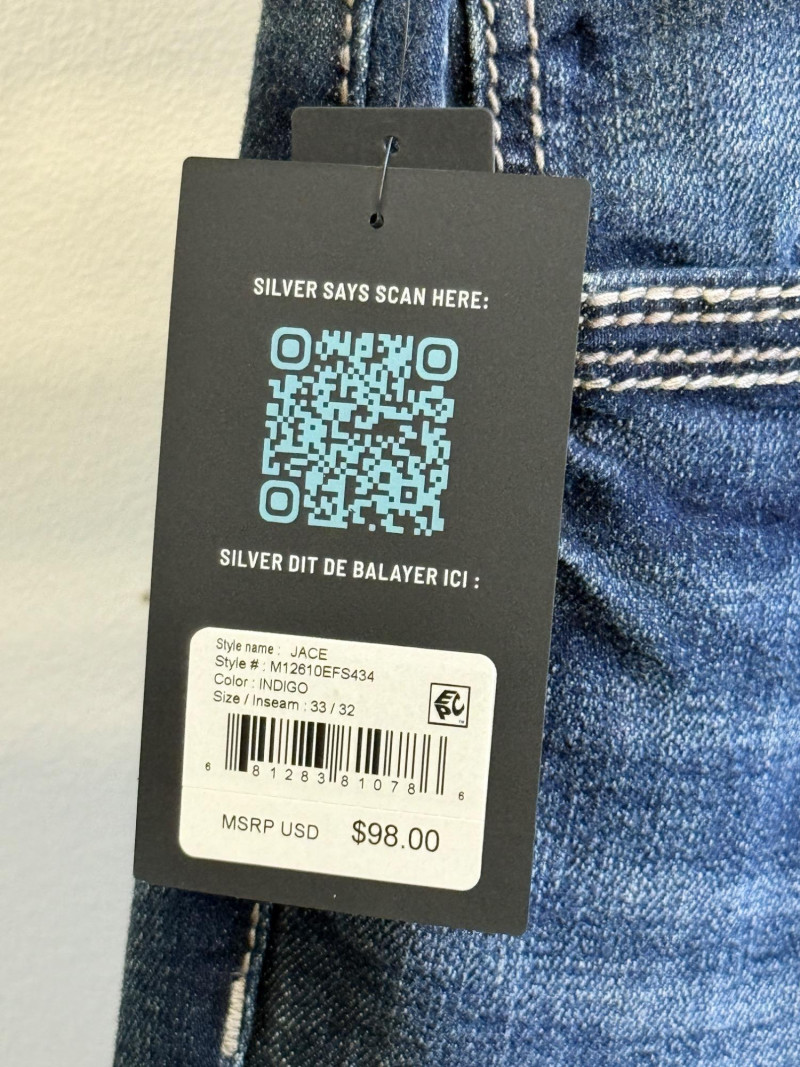 SILVER SAYS SCAN HERE:
SILVER DIT DE BALAYER ICI :
Style name : JACE
Style # : M12610EFS434
Color : INDIGO
Size / Inseam : 33 / 32
EPC
6 81283 81078 6
MSRP USD $98.00